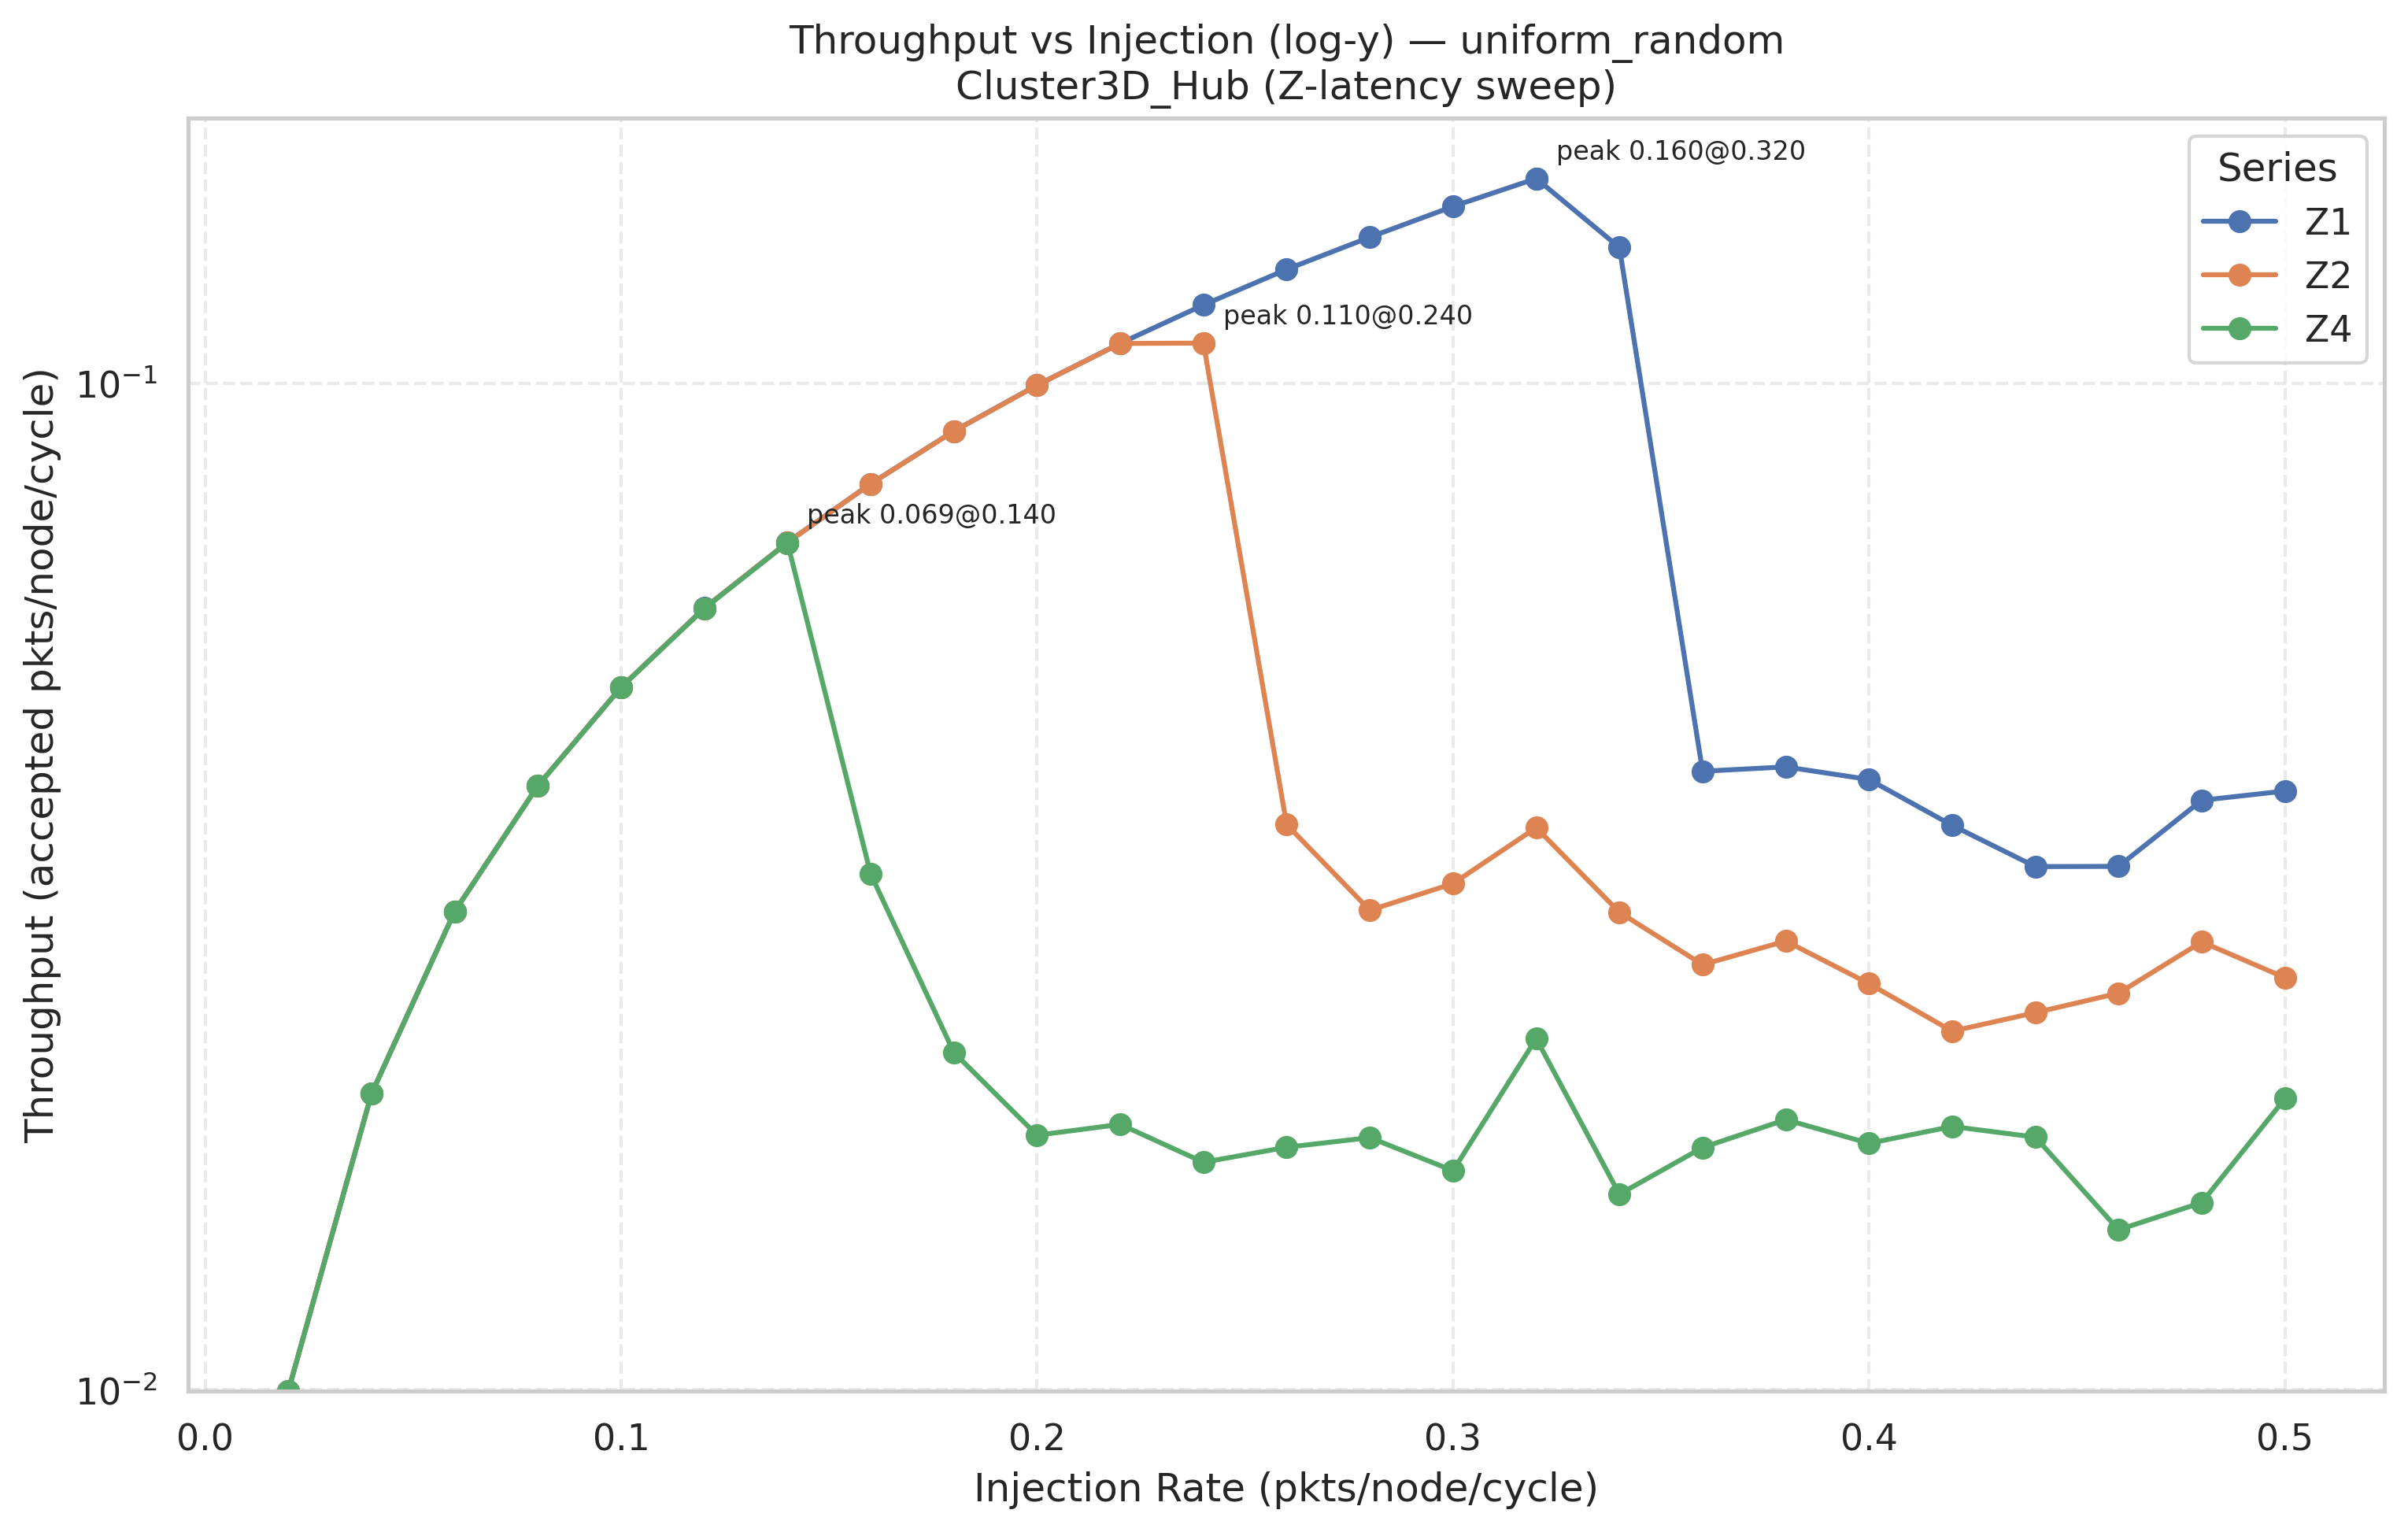 Throughput vs Injection (log-y) — uniform_random
Cluster3D_Hub (Z-latency sweep)
peak 0.160@0.320
peak 0.110@0.240
peak 0.069@0.140
Series
Z1
Z2
Z4
Throughput (accepted pkts/node/cycle)
10⁻¹
10⁻²
0.0 0.1 0.2 0.3 0.4 0.5
Injection Rate (pkts/node/cycle)